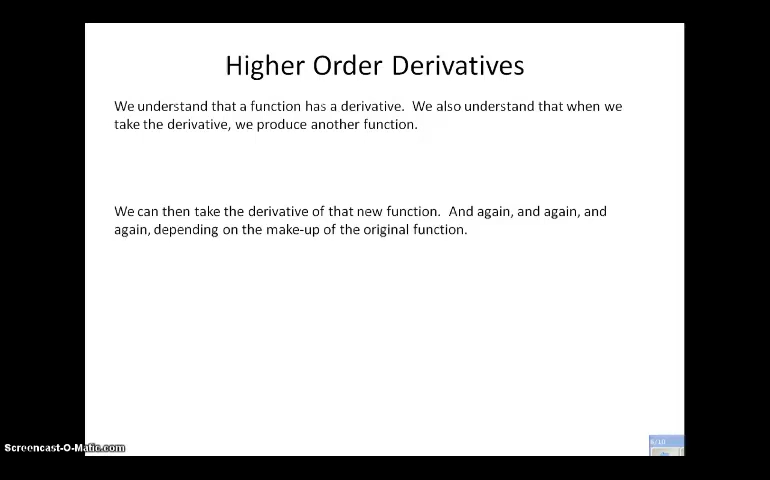 Higher Order Derivatives
We understand that a function has a derivative. We also understand that when we
take the derivative, we produce another function.
We can then take the derivative of that new function. And again, and again, and
again, depending on the make-up of the original function.
6/10
Screencast-O-Matic.com